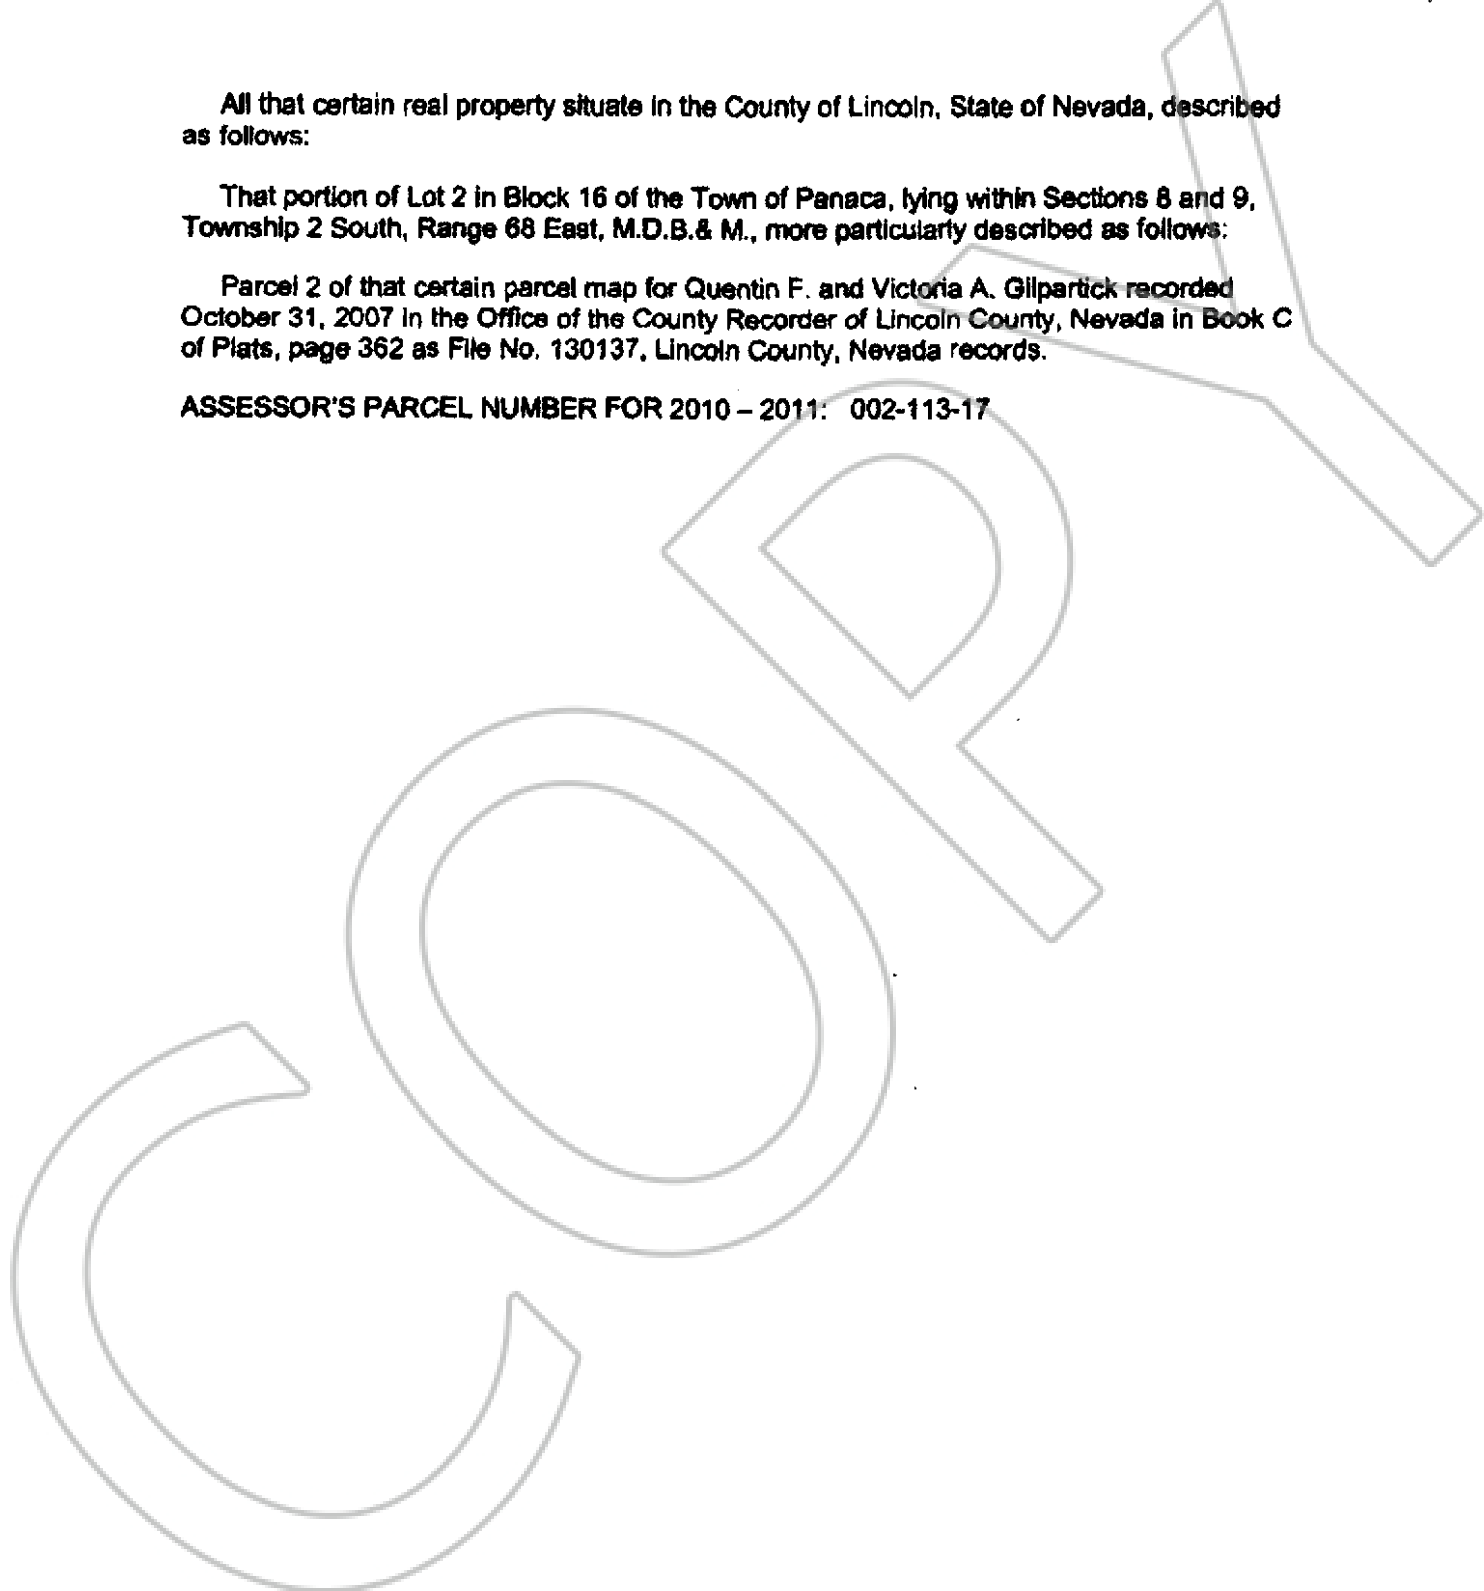 All that certain real property situate in the County of Lincoln, State of Nevada, described
as follows:
That portion of Lot 2 in Block 16 of the Town of Panaca, lying within Sections 8 and 9,
Township 2 South, Range 68 East, M.D.B.& M., more particularly described as follows:
Parcel 2 of that certain parcel map for Quentin F. and Victoria A. Gilpartick recorded
October 31, 2007 in the Office of the County Recorder of Lincoln County, Nevada in Book C
of Plats, page 362 as File No. 130137, Lincoln County, Nevada records.
ASSESSOR'S PARCEL NUMBER FOR 2010 – 2011: 002-113-17
COPY